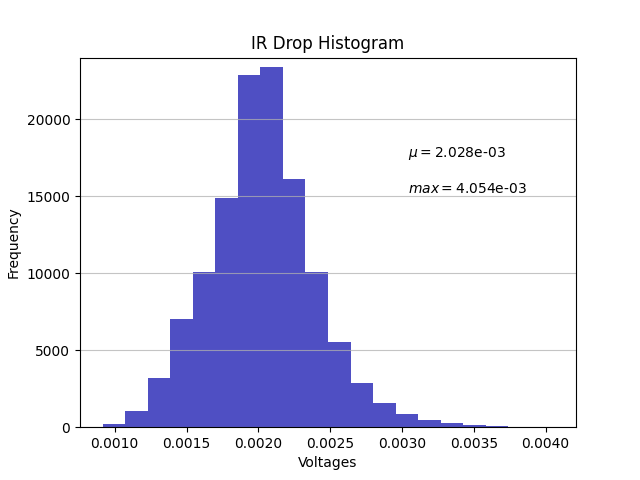 IR Drop Histogram
20000
15000
10000
5000
0
Frequency
μ = 2.028e-03
max = 4.054e-03
0.0010 0.0015 0.0020 0.0025 0.0030 0.0035 0.0040
Voltages